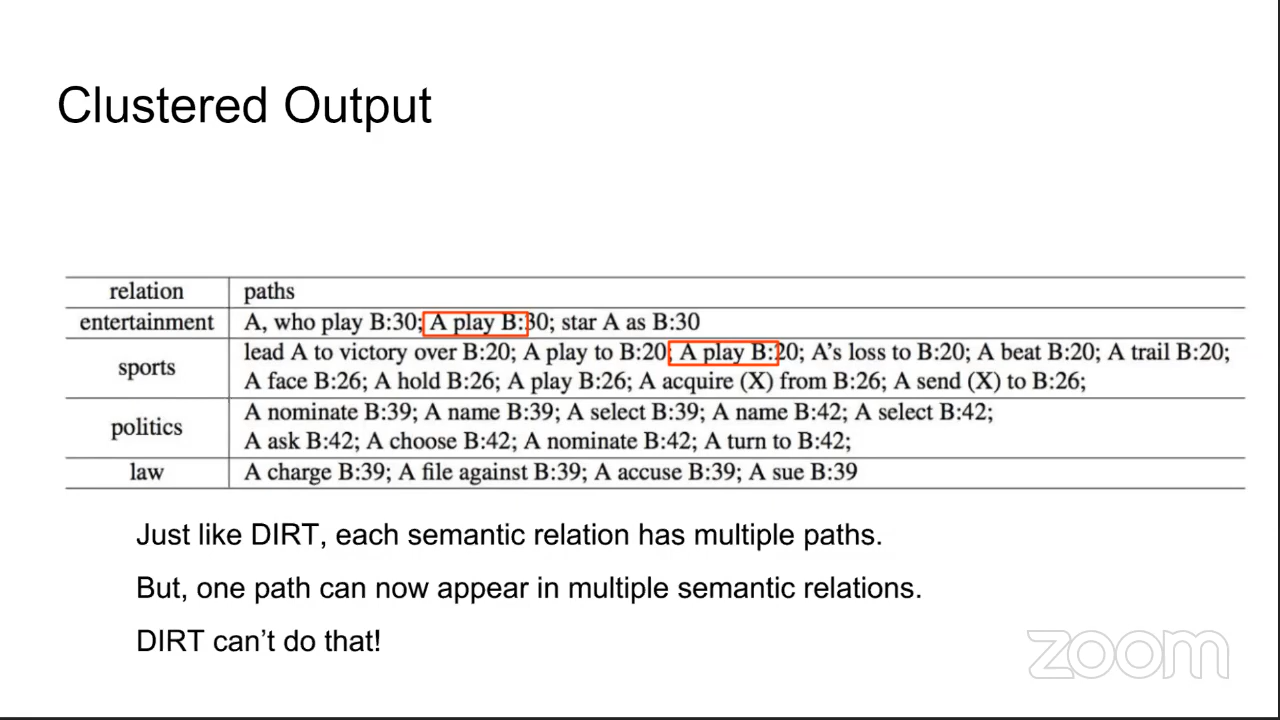 Clustered Output
relation paths
entertainment A, who play B:30; A play B:30; star A as B:30
sports lead A to victory over B:20; A play to B:20; A play B:20; A’s loss to B:20; A beat B:20; A trail B:20;
A face B:26; A hold B:26; A play B:26; A acquire (X) from B:26; A send (X) to B:26;
politics A nominate B:39; A name B:39; A select B:39; A name B:42; A select B:42;
A ask B:42; A choose B:42; A nominate B:42; A turn to B:42;
law A charge B:39; A file against B:39; A accuse B:39; A sue B:39
Just like DIRT, each semantic relation has multiple paths.
But, one path can now appear in multiple semantic relations.
DIRT can’t do that!
zoom